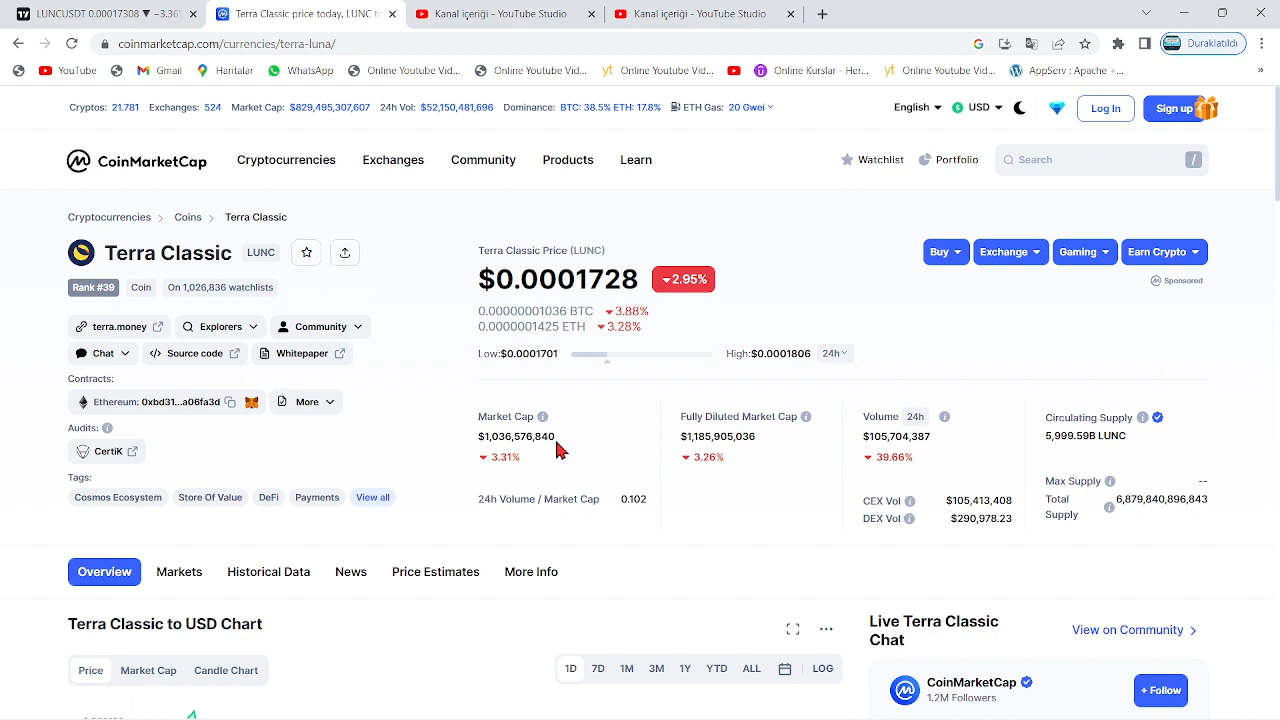 LUNCUSDT 0.00017308 ▼ −3.36
Terra Classic price today, LUNC to
Kanal içeriği - YouTube Studio
Kanal içeriği - YouTube Studio
coinmarketcap.com/currencies/terra-luna/
Duraklatıldı
YouTube
Gmail
Haritalar
WhatsApp
Online Youtube Vid...
Online Youtube Vid...
Online Youtube Vid...
Online Kurslar - Her...
Online Youtube Vid...
AppServ : Apache +...
Cryptos: 21.781 Exchanges: 524 Market Cap: $829,495,307,607 24h Vol: $52,150,481,696 Dominance: BTC: 38.5% ETH: 17.8% ETH Gas: 20 Gwei
English USD Log In Sign up
CoinMarketCap Cryptocurrencies Exchanges Community Products Learn
Watchlist Portfolio Search /
Cryptocurrencies > Coins > Terra Classic
Terra Classic LUNC
Rank #39 Coin On 1,026,836 watchlists
terra.money Explorers Community
Chat Source code Whitepaper
Contracts:
Ethereum: 0xbd31...a06fa3d More
Audits:
CertiK
Tags:
Cosmos Ecosystem Store Of Value DeFi Payments View all
Terra Classic Price (LUNC)
$0.0001728 2.95%
0.00000001036 BTC 3.88%
0.0000001425 ETH 3.28%
Low:$0.0001701 High:$0.0001806 24h
Buy Exchange Gaming Earn Crypto
Sponsored
Market Cap
$1,036,576,840
3.31%
24h Volume / Market Cap 0.102
Fully Diluted Market Cap
$1,185,905,036
3.26%
Volume 24h
$105,704,387
39.66%
CEX Vol $105,413,408
DEX Vol $290,978.23
Circulating Supply
5,999.59B LUNC
Max Supply --
Total Supply 6,879,840,896,843
Overview Markets Historical Data News Price Estimates More Info
Terra Classic to USD Chart
Price Market Cap Candle Chart
1D 7D 1M 3M 1Y YTD ALL LOG
Live Terra Classic
Chat
View on Community >
CoinMarketCap
1.2M Followers
+ Follow